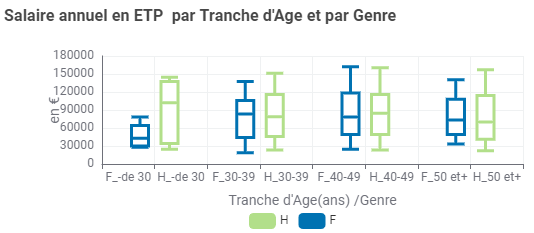 Salaire annuel en ETP  par Tranche d'Age et par Genre
180000
150000
120000
90000
60000
30000
0
en €
F_-de 30 H_-de 30 F_30-39 H_30-39 F_40-49 H_40-49 F_50 et+ H_50 et+
Tranche d'Age(ans) /Genre
H F